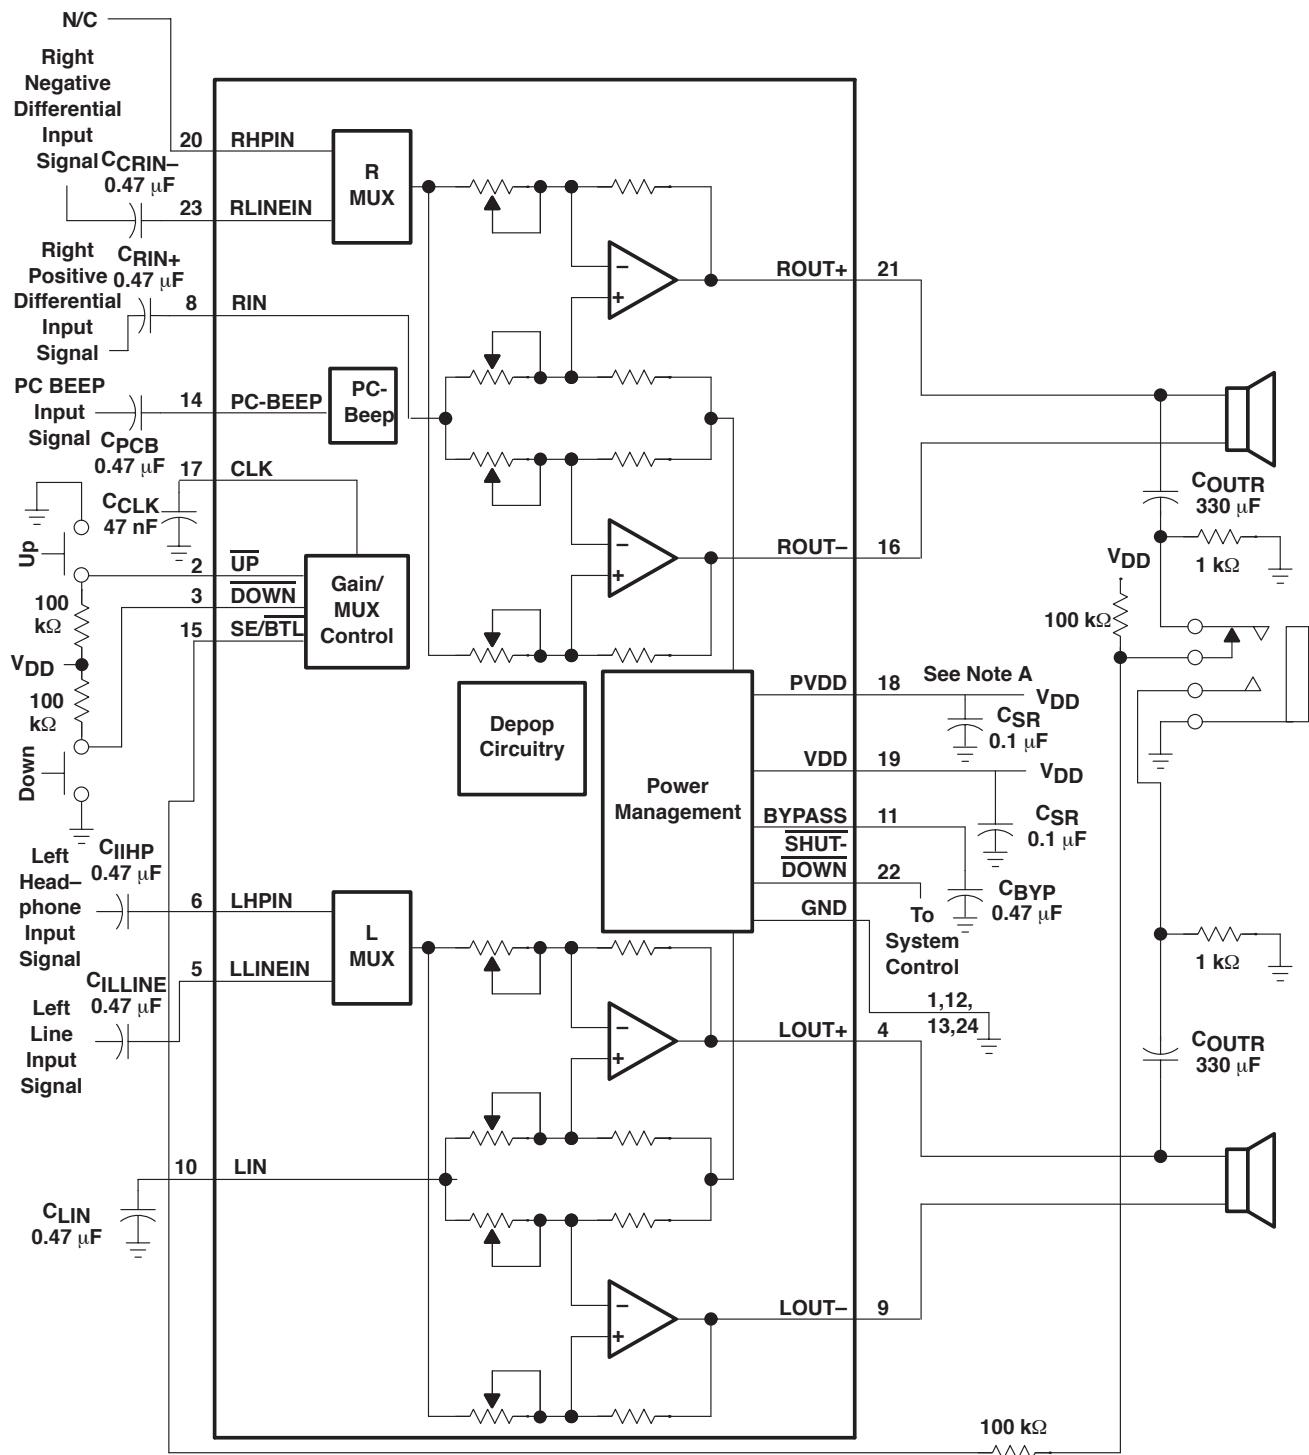 N/C
Right
Negative
Differential
Input
Signal
CCRIN–
0.47 μF
20
RHPIN
23
RLINEIN
R
MUX
Right
Positive
Differential
Input
Signal
CRIN+
0.47 μF
8
RIN
PC BEEP
Input
Signal
CPCB
0.47 μF
14
PC-BEEP
PC-
Beep
17
CLK
CCLK
47 nF
Up
2
UP
3
DOWN
15
SE/BTL
Gain/
MUX
Control
100
kΩ
VDD
100
kΩ
Down
Depop
Circuitry
Power
Management
–
+
ROUT+
21
–
+
ROUT–
16
PVDD
18
See Note A
VDD
CSR
0.1 μF
VDD
19
VDD
CSR
0.1 μF
BYPASS
11
CBYP
0.47 μF
SHUT-
DOWN
22
To
System
Control
GND
1,12,
13,24
COUTR
330 μF
1 kΩ
VDD
100 kΩ
1 kΩ
COUTR
330 μF
Left
Head–
phone
Input
Signal
CIIHP
0.47 μF
6
LHPIN
5
LLINEIN
L
MUX
CILLINE
0.47 μF
Left
Line
Input
Signal
–
+
LOUT+
4
10
LIN
CLIN
0.47 μF
–
+
LOUT–
9
100 kΩ